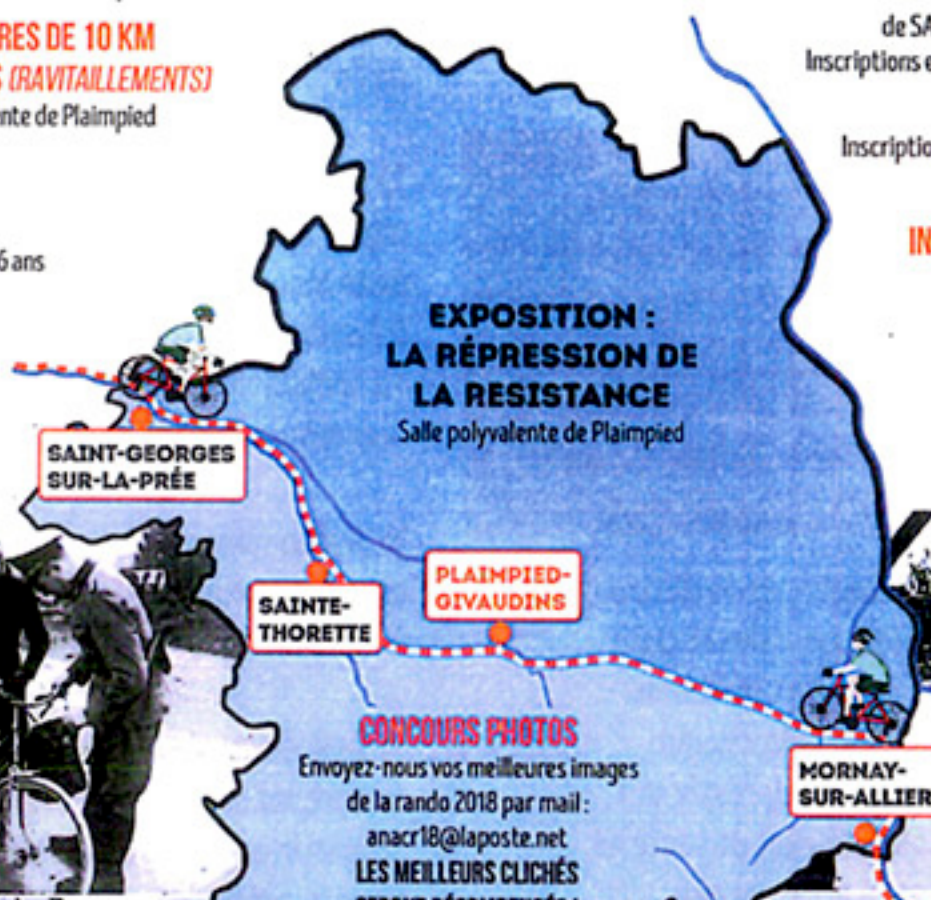 RES DE 10 KM
(RAVITAILLEMENTS)
nte de Plaimpied
6 ans
de SA
Inscriptions e
Inscriptio
IN
EXPOSITION :
LA RÉPRESSION DE
LA RESISTANCE
Salle polyvalente de Plaimpied
SAINT-GEORGES
SUR-LA-PRÉE
SAINTE-
THORETTE
PLAIMPIED-
GIVAUDINS
MORNAY-
SUR-ALLIER
CONCOURS PHOTOS
Envoyez-nous vos meilleures images
de la rando 2018 par mail :
anacr18@laposte.net
LES MEILLEURS CLICHÉS